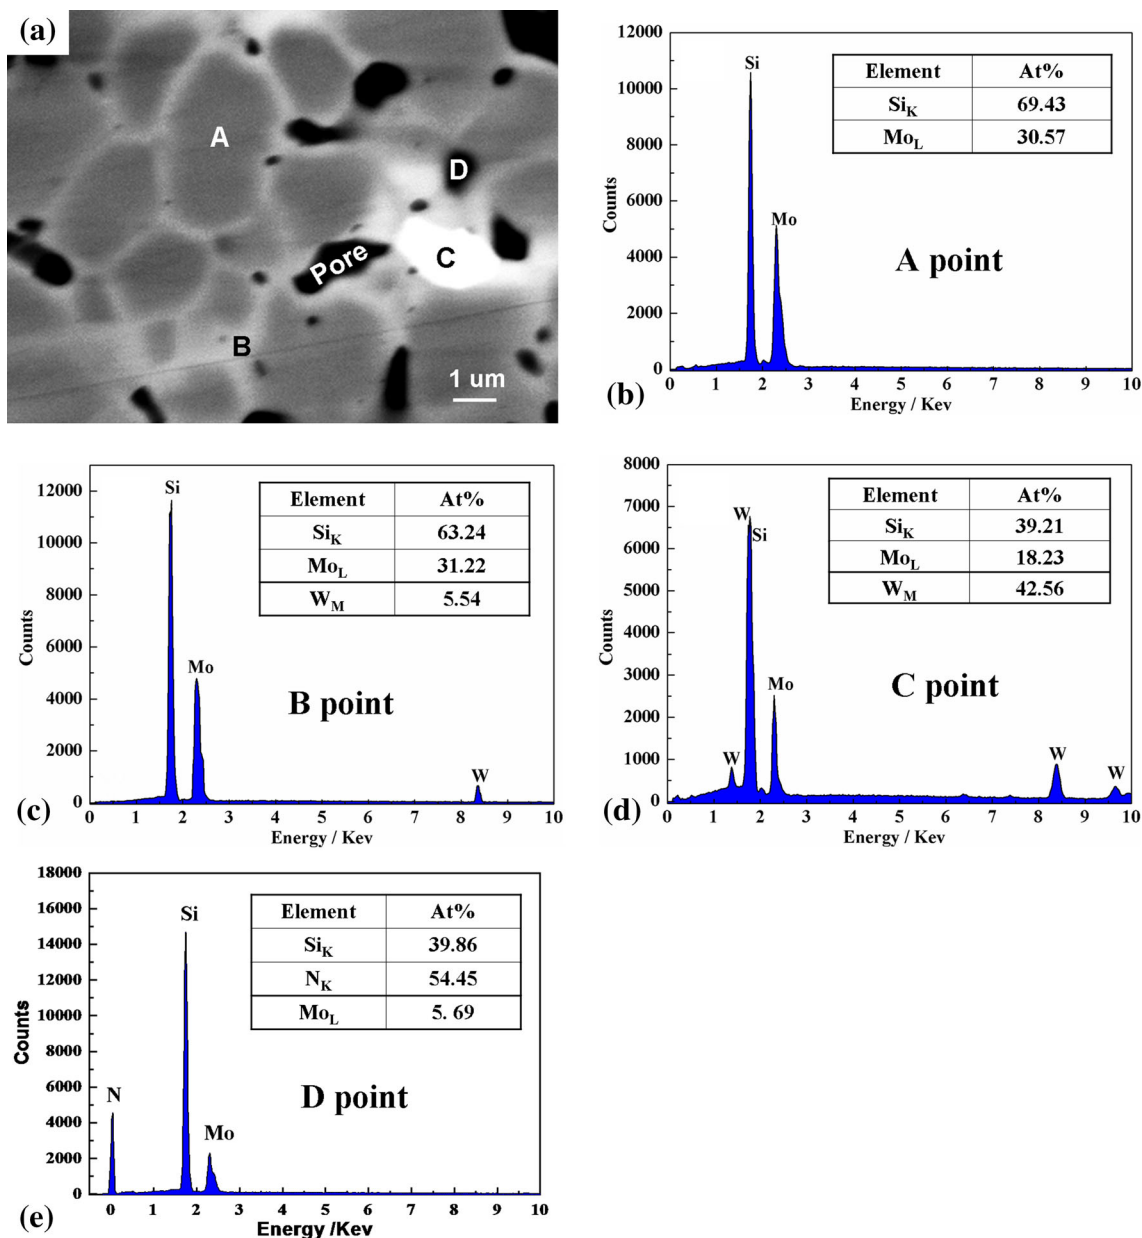 (a)
A
D
Pore
C
B
1 um
12000
10000
8000
6000
4000
2000
0
Counts
Si
Mo
Element At%
SiK 69.43
MoL 30.57
A point
0 1 2 3 4 5 6 7 8 9 10
Energy / Kev
(b)
12000
10000
8000
6000
4000
2000
0
Counts
Si
Mo
W
Element At%
SiK 63.24
MoL 31.22
WM 5.54
B point
0 1 2 3 4 5 6 7 8 9 10
Energy / Kev
(c)
8000
7000
6000
5000
4000
3000
2000
1000
0
Counts
W
W
Si
Mo
W
W
Element At%
SiK 39.21
MoL 18.23
WM 42.56
C point
0 1 2 3 4 5 6 7 8 9 10
Energy / Kev
(d)
18000
16000
14000
12000
10000
8000
6000
4000
2000
0
Counts
N
Si
Mo
Element At%
SiK 39.86
NK 54.45
MoL 5. 69
D point
0 1 2 3 4 5 6 7 8 9 10
Energy /Kev
(e)